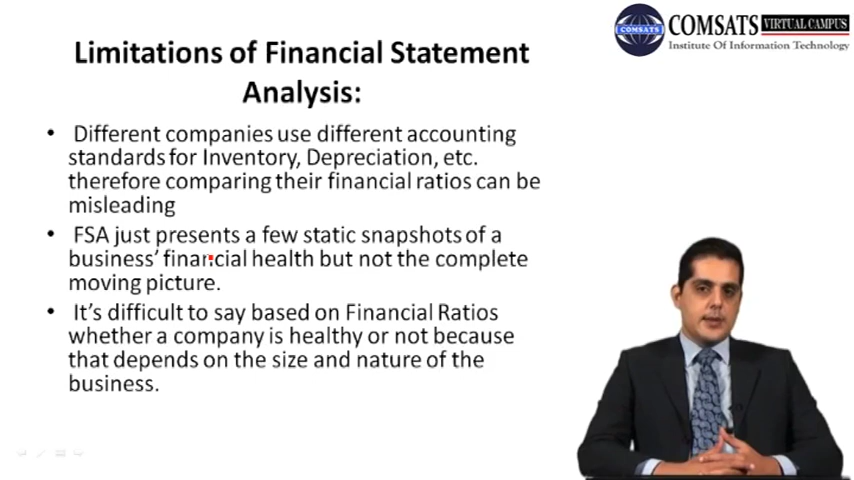 Limitations of Financial Statement
Analysis:
COMSATS
COMSATS VIRTUAL CAMPUS
Institute Of Information Technology
• Different companies use different accounting
standards for Inventory, Depreciation, etc.
therefore comparing their financial ratios can be
misleading
• FSA just presents a few static snapshots of a
business’ financial health but not the complete
moving picture.
• It’s difficult to say based on Financial Ratios
whether a company is healthy or not because
that depends on the size and nature of the
business.